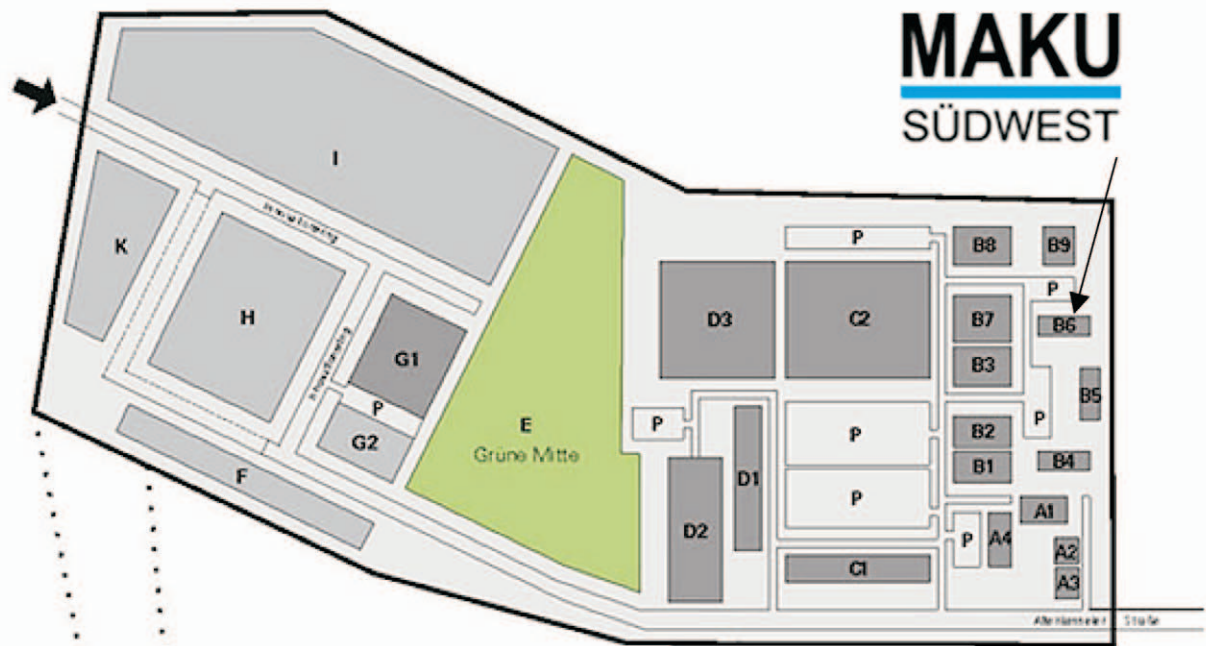 MAKU
SÜDWEST
I
K
H
G1
P
G2
F
E
Grüne Mitte
P
B8
B9
P
D3
C2
B7
B6
B3
B5
P
P
P
B2
D1
B1
B4
P
D2
A1
P
A4
A2
C1
A3
Straße